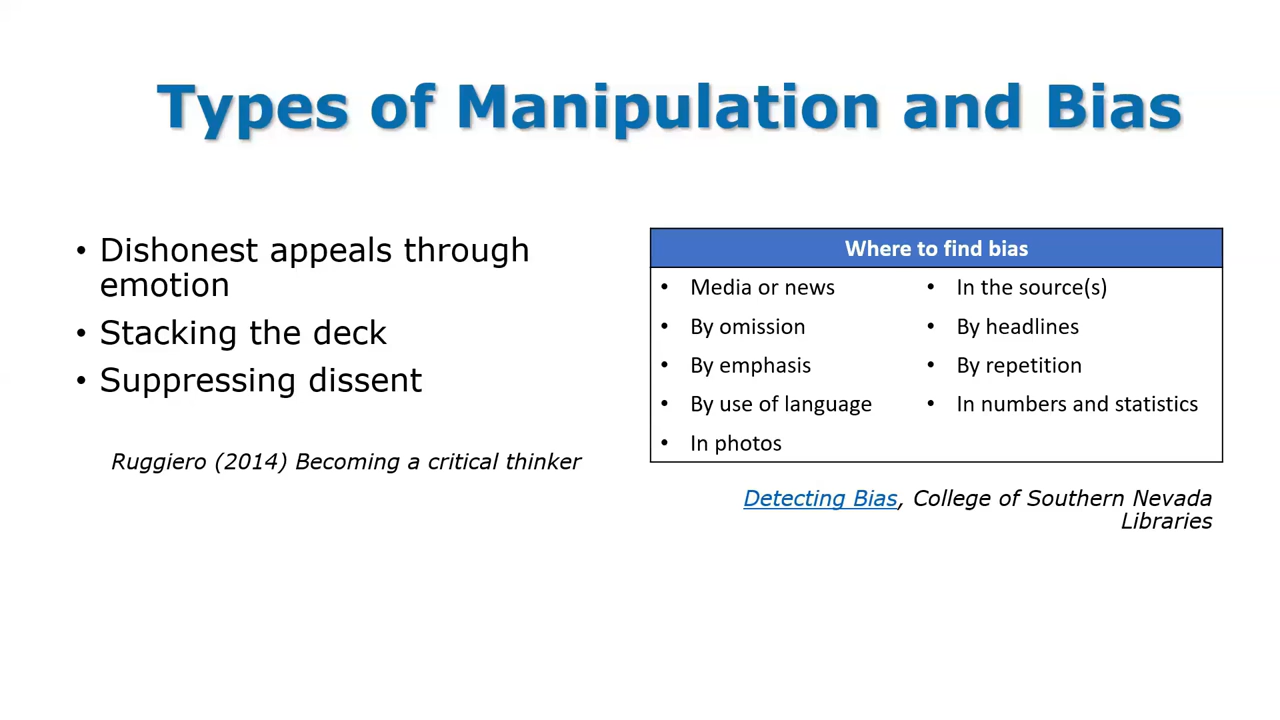 Types of Manipulation and Bias
• Dishonest appeals through
emotion
• Stacking the deck
• Suppressing dissent
Ruggiero (2014) Becoming a critical thinker
Where to find bias
• Media or news
• By omission
• By emphasis
• By use of language
• In photos
• In the source(s)
• By headlines
• By repetition
• In numbers and statistics
Detecting Bias, College of Southern Nevada
Libraries